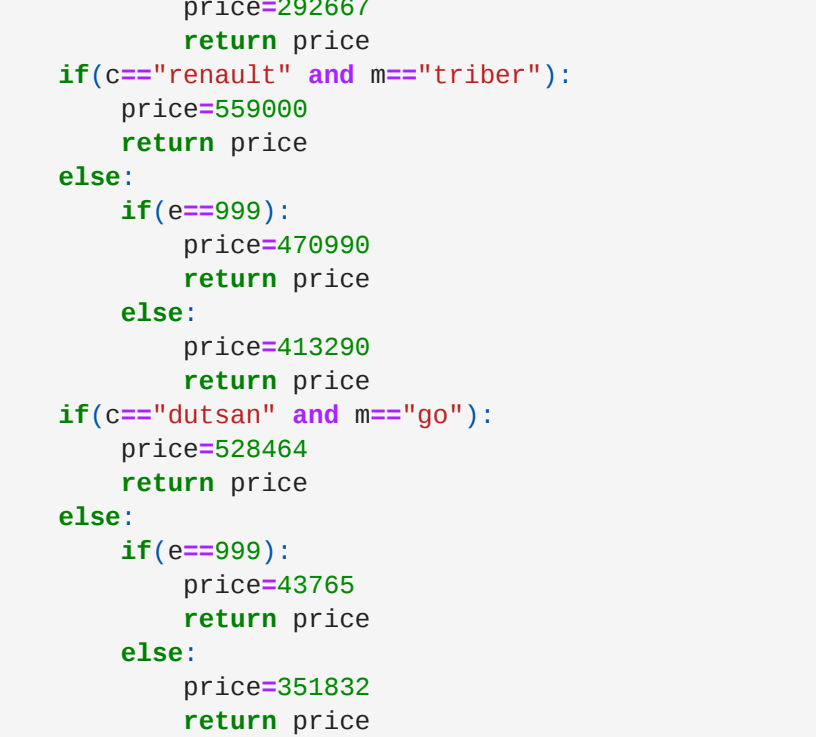 price=292667
return price
if(c=="renault" and m=="triber"):
price=559000
return price
else:
if(e==999):
price=470990
return price
else:
price=413290
return price
if(c=="dutsan" and m=="go"):
price=528464
return price
else:
if(e==999):
price=43765
return price
else:
price=351832
return price